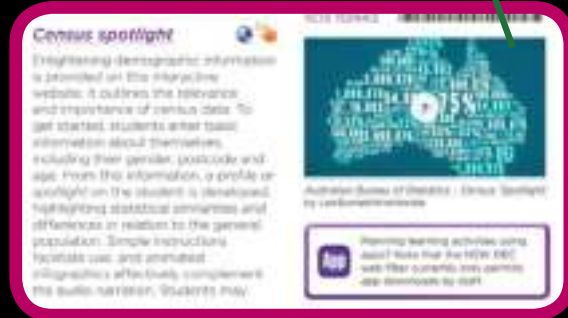 Census spotlight
Enlightening demographic information
is provided on this interactive
website. It outlines the relevance
and importance of census data. To
get started, students enter basic
information about themselves,
including their gender, postcode and
age. From this information, a profile or
spotlight on the student is developed,
highlighting statistical similarities and
differences in relation to the general
population. Simple instructions
facilitate use, and animated
infographics effectively complement
the audio narration. Students may
75%
Australian Bureau of Statistics - Census Spotlight
by
App
Planning learning activities using
apps? Note that the NSW DEC
web filter currently only permits
app downloads by staff.